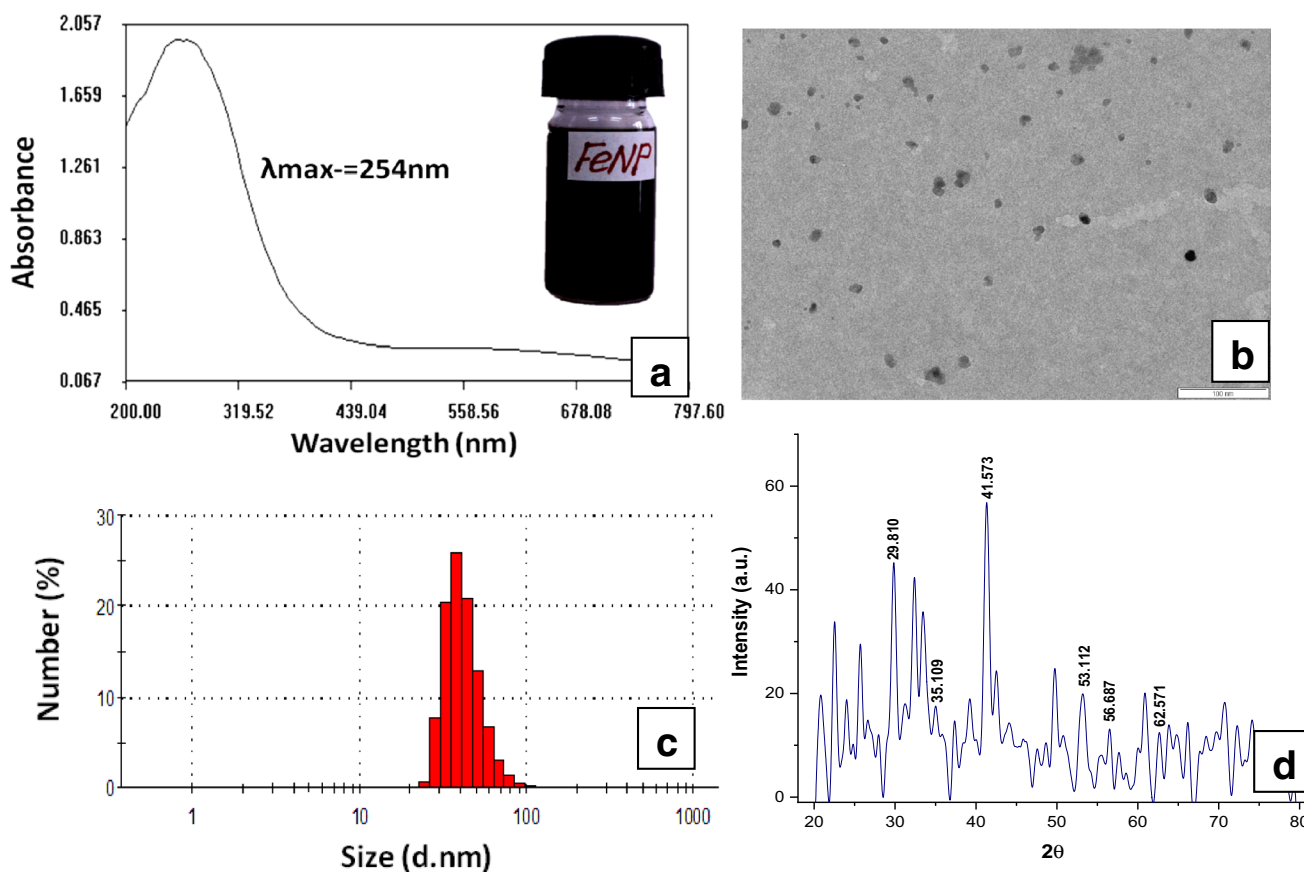 2.057
1.659
1.261
0.863
0.465
0.067
Absorbance
λmax-=254nm
FeNP
a
200.00 319.52 439.04 558.56 678.08 797.60
Wavelength (nm)
b
100 nm
30
20
10
0
Number (%)
c
1 10 100 1000
Size (d.nm)
60
40
20
0
Intensity (a.u.)
29.810
35.109
41.573
53.112
56.687
62.571
d
20 30 40 50 60 70 80
2θ